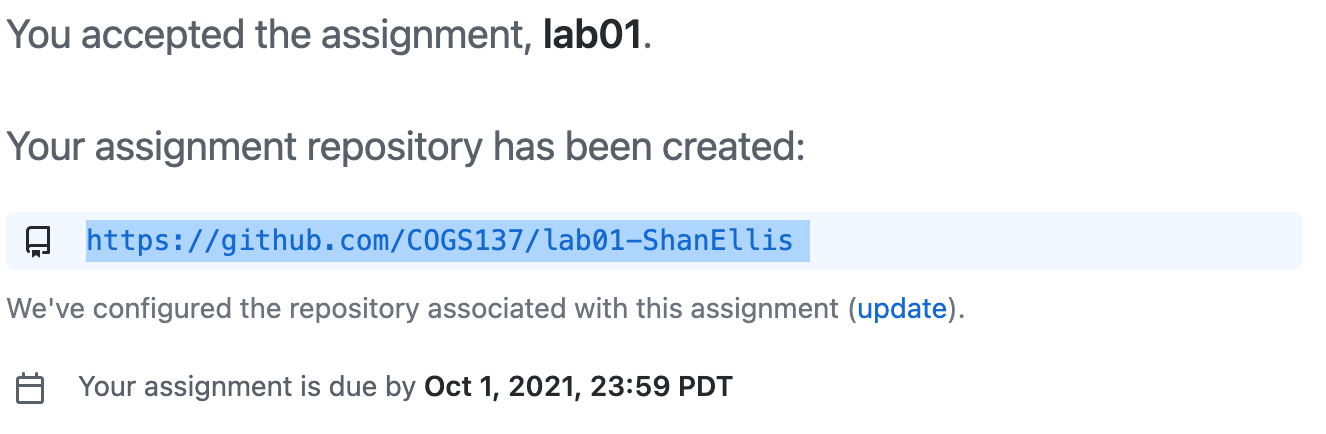 You accepted the assignment, lab01.
Your assignment repository has been created:
https://github.com/COGS137/lab01-ShanEllis
We've configured the repository associated with this assignment (update).
Your assignment is due by Oct 1, 2021, 23:59 PDT